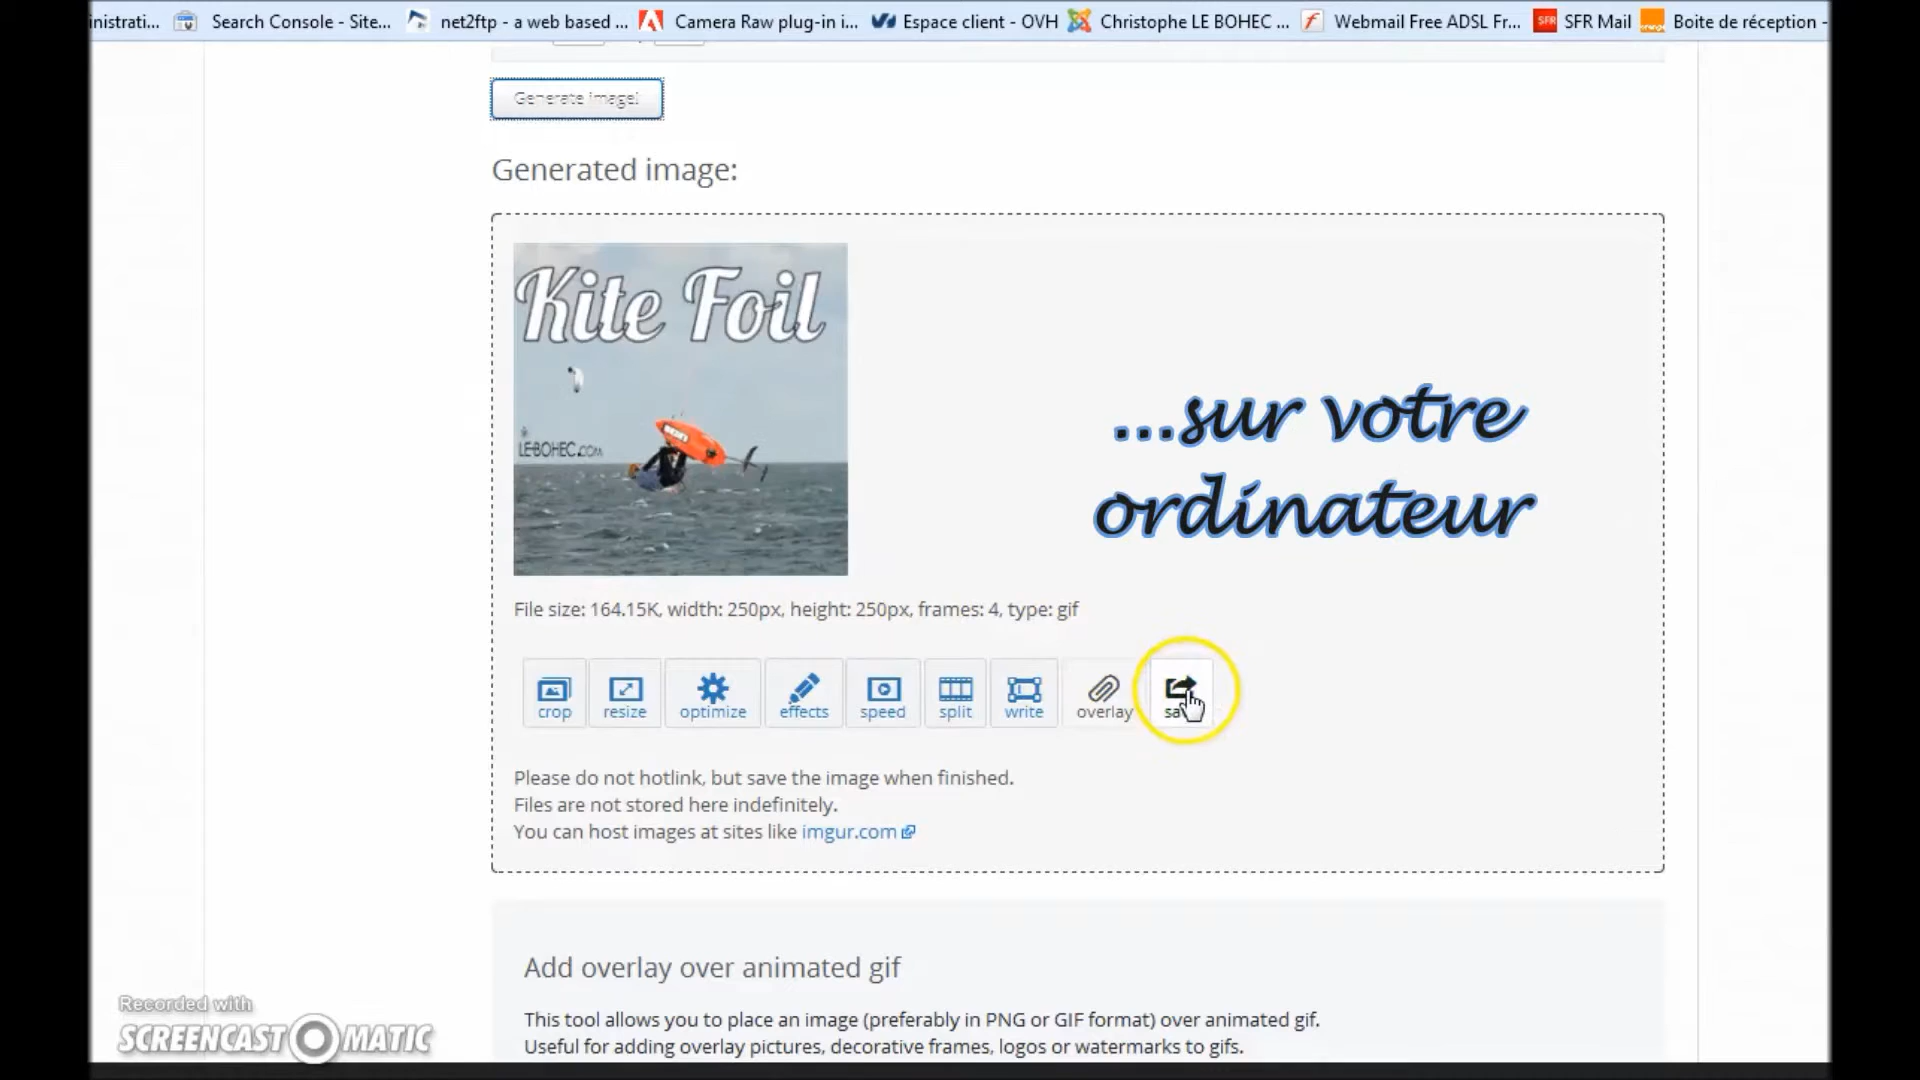 inistrati... Search Console - Site... net2ftp - a web based ... Camera Raw plug-in i... Espace client - OVH Christophe LE BOHEC ... Webmail Free ADSL Fr... SFR SFR Mail Boite de réception -
Generate image!
Generated image:
Kite Foil
LE-BOHEC.COM
...sur votre
ordinateur
File size: 164.15K, width: 250px, height: 250px, frames: 4, type: gif
crop resize optimize effects speed split write overlay
Please do not hotlink, but save the image when finished.
Files are not stored here indefinitely.
You can host images at sites like imgur.com
Add overlay over animated gif
This tool allows you to place an image (preferably in PNG or GIF format) over animated gif.
Useful for adding overlay pictures, decorative frames, logos or watermarks to gifs.
Recorded with
SCREENCAST MATIC